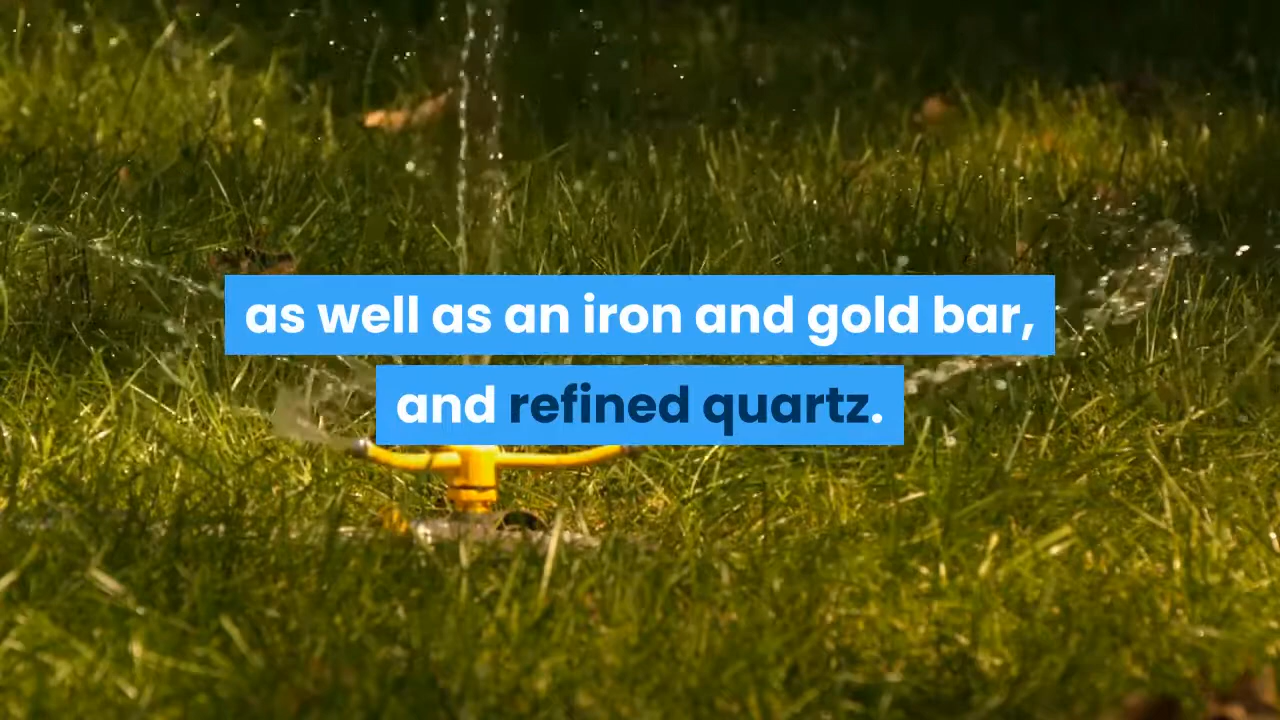 as well as an iron and gold bar,
and refined quartz.